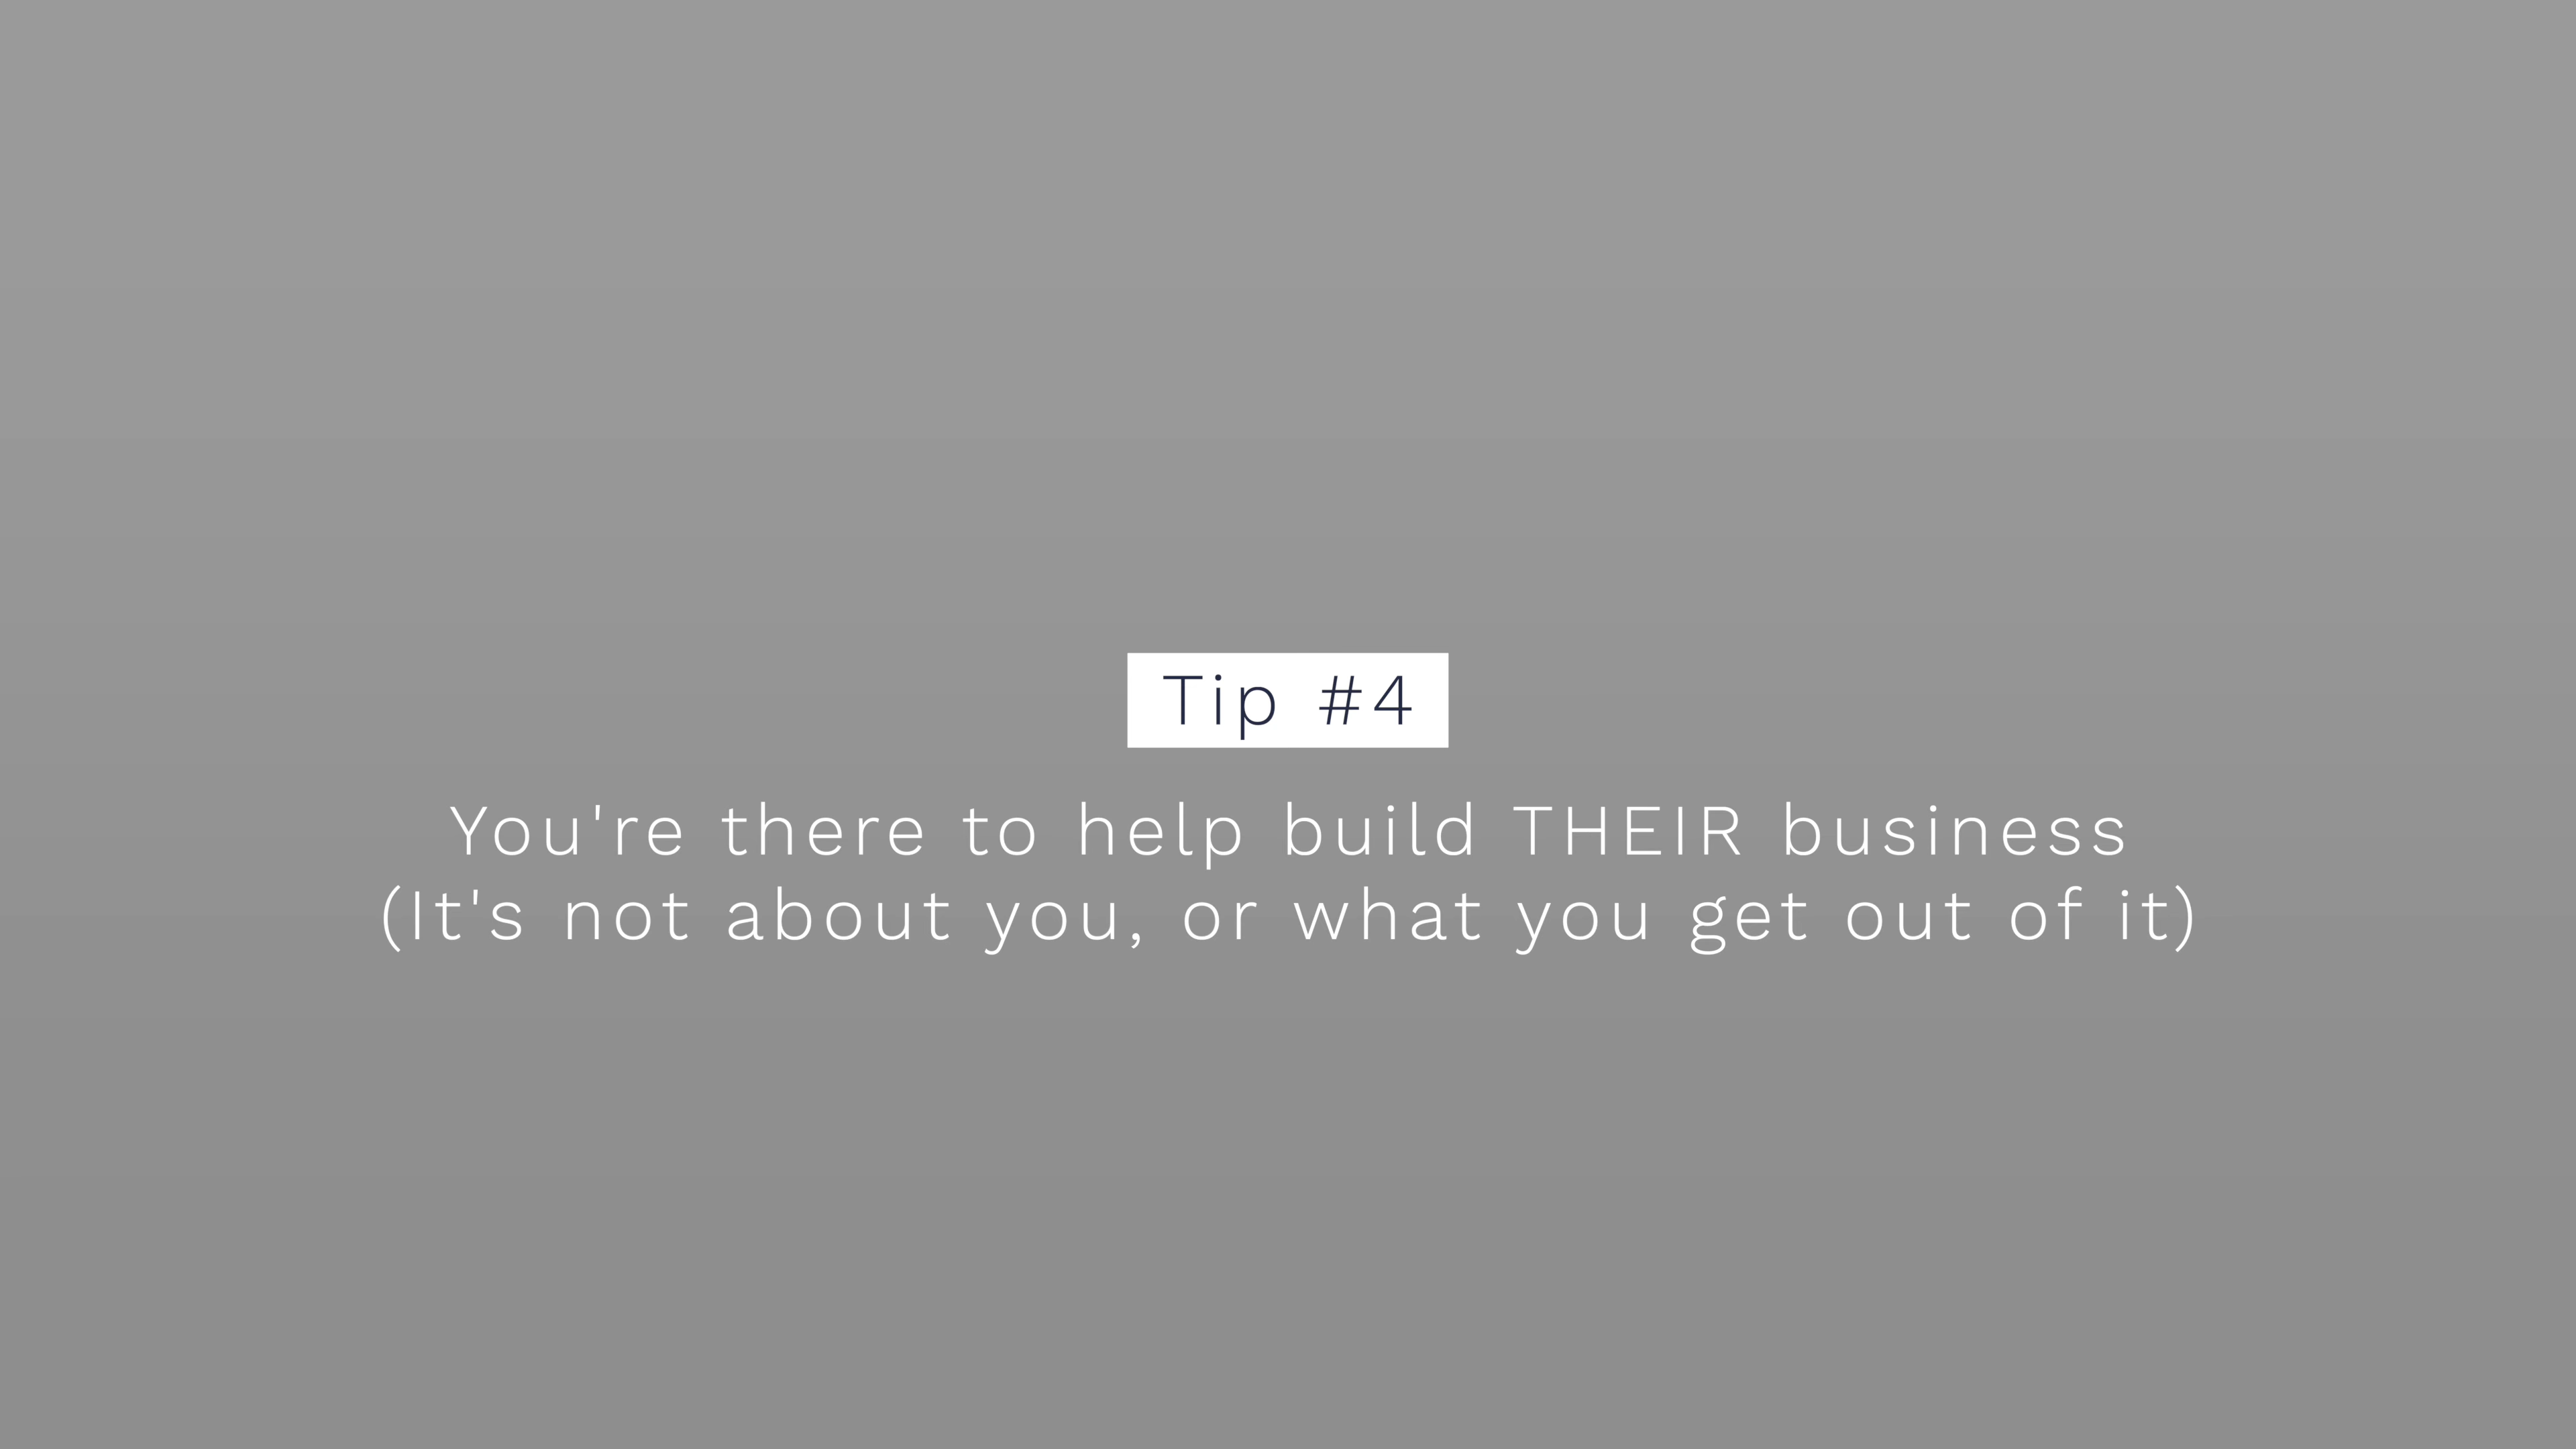 Tip #4
You're there to help build THEIR business
(It's not about you, or what you get out of it)